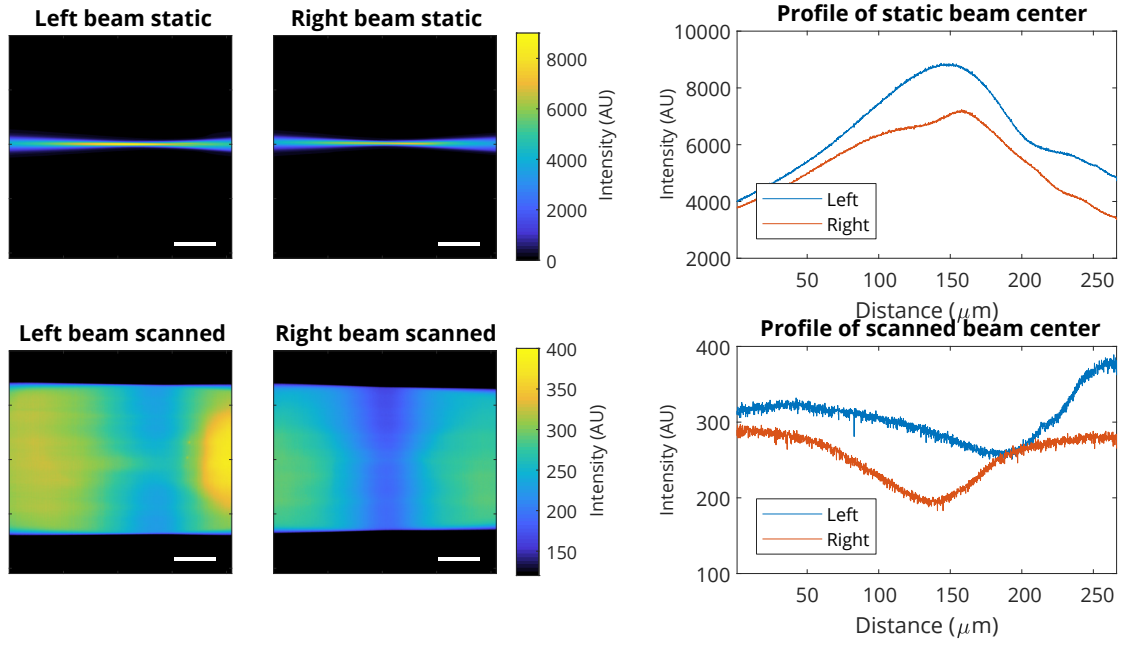 Left beam static
Right beam static
8000
6000
4000
2000
0
Intensity (AU)
Profile of static beam center
10000
8000
6000
4000
2000
Intensity (AU)
Left
Right
50
100
150
200
250
Distance (μm)
Left beam scanned
Right beam scanned
400
350
300
250
200
150
Intensity (AU)
Profile of scanned beam center
400
300
200
100
Intensity (AU)
Left
Right
50
100
150
200
250
Distance (μm)